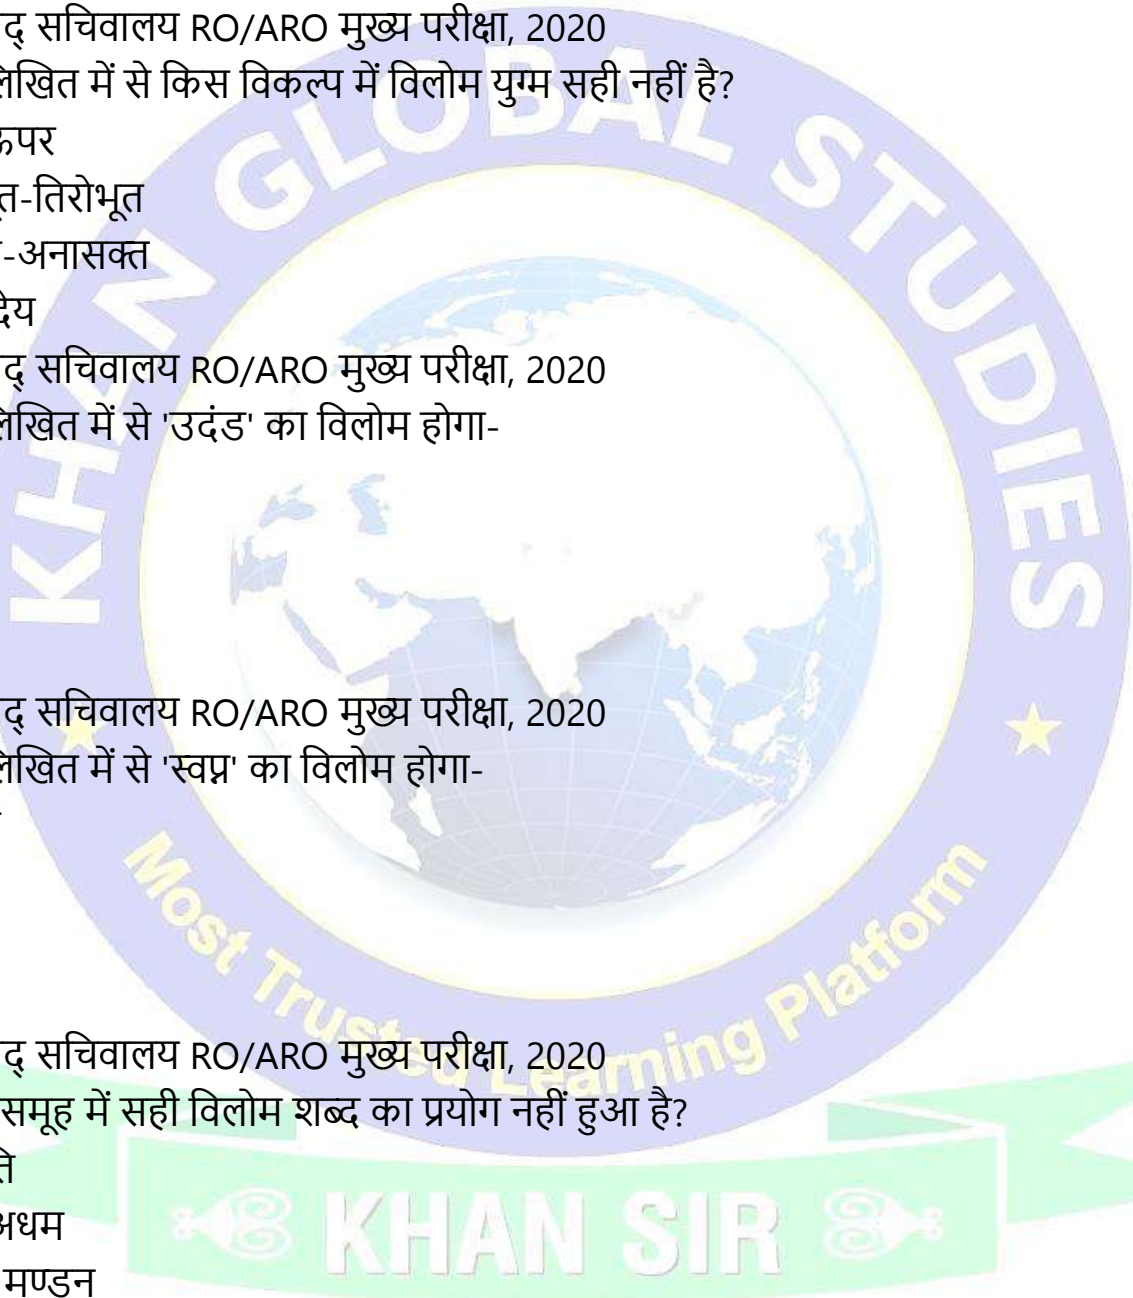 द् सचिवालय RO/ARO मुख्य परीक्षा, 2020
लिखित में से किस विकल्प में विलोम युग्म सही नहीं है?
ऊपर
त-तिरोभूत
-अनासक्त
देय
द् सचिवालय RO/ARO मुख्य परीक्षा, 2020
लिखित में से 'उदंड' का विलोम होगा-
द् सचिवालय RO/ARO मुख्य परीक्षा, 2020
लिखित में से 'स्वप्न' का विलोम होगा-
द् सचिवालय RO/ARO मुख्य परीक्षा, 2020
समूह में सही विलोम शब्द का प्रयोग नहीं हुआ है?
ति
अधम
मण्डन
KHAN GLOBAL STUDIES
Most Trusted Learning Platform
KHAN SIR